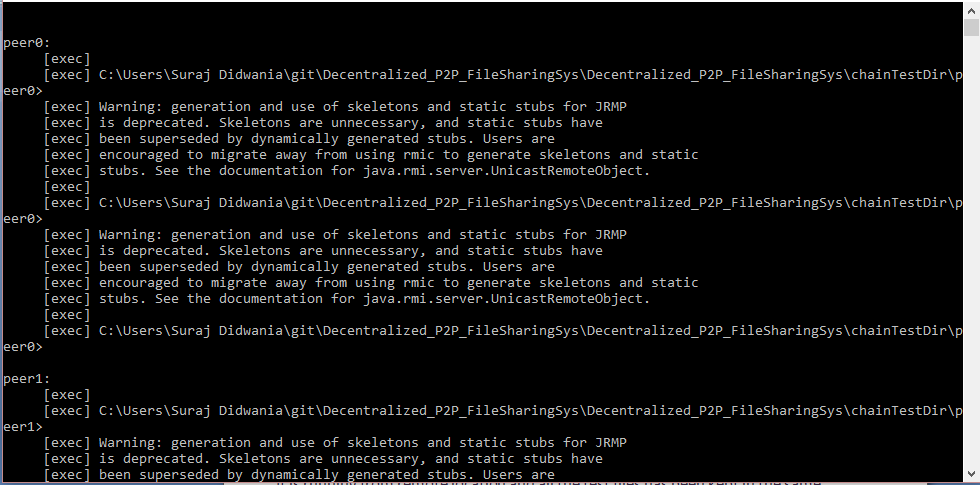 peer0:
[exec]
[exec] C:\Users\Suraj Didwania\git\Decentralized_P2P_FileSharingSys\Decentralized_P2P_FileSharingSys\chainTestDir\p
eer0>
[exec] Warning: generation and use of skeletons and static stubs for JRMP
[exec] is deprecated. Skeletons are unnecessary, and static stubs have
[exec] been superseded by dynamically generated stubs. Users are
[exec] encouraged to migrate away from using rmic to generate skeletons and static
[exec] stubs. See the documentation for java.rmi.server.UnicastRemoteObject.
[exec]
[exec] C:\Users\Suraj Didwania\git\Decentralized_P2P_FileSharingSys\Decentralized_P2P_FileSharingSys\chainTestDir\p
eer0>
[exec] Warning: generation and use of skeletons and static stubs for JRMP
[exec] is deprecated. Skeletons are unnecessary, and static stubs have
[exec] been superseded by dynamically generated stubs. Users are
[exec] encouraged to migrate away from using rmic to generate skeletons and static
[exec] stubs. See the documentation for java.rmi.server.UnicastRemoteObject.
[exec]
[exec] C:\Users\Suraj Didwania\git\Decentralized_P2P_FileSharingSys\Decentralized_P2P_FileSharingSys\chainTestDir\p
eer0>
peer1:
[exec]
[exec] C:\Users\Suraj Didwania\git\Decentralized_P2P_FileSharingSys\Decentralized_P2P_FileSharingSys\chainTestDir\p
eer1>
[exec] Warning: generation and use of skeletons and static stubs for JRMP
[exec] is deprecated. Skeletons are unnecessary, and static stubs have
[exec] been superseded by dynamically generated stubs. Users are